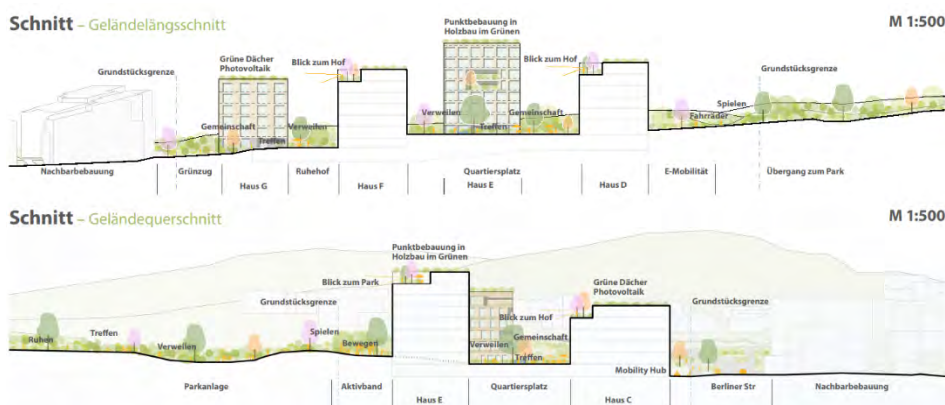 Schnitt – Geländelängsschnitt
M 1:500
Punktbebauung in
Holzbau im Grünen
Grüne Dächer
Photovoltaik
Blick zum Hof
Blick zum Hof
Grundstücksgrenze
Grundstücksgrenze
Spielen
Gemeinschaft
Verweilen
Verweilen
Gemeinschaft
Fahrräder
Treffen
Treffen
Nachbarbebauung
Grünzug
Haus G
Ruhehof
Haus F
Quartiersplatz
Haus E
Haus D
E-Mobilität
Übergang zum Park
Schnitt – Geländequerschnitt
M 1:500
Punktbebauung in
Holzbau im Grünen
Blick zum Park
Grüne Dächer
Photovoltaik
Grundstücksgrenze
Grundstücksgrenze
Blick zum Hof
Treffen
Spielen
Ruhen
Verweilen
Bewegen
Gemeinschaft
Verweilen
Treffen
Mobility Hub
Parkanlage
Aktivband
Haus E
Quartiersplatz
Haus C
Berliner Str
Nachbarbebauung